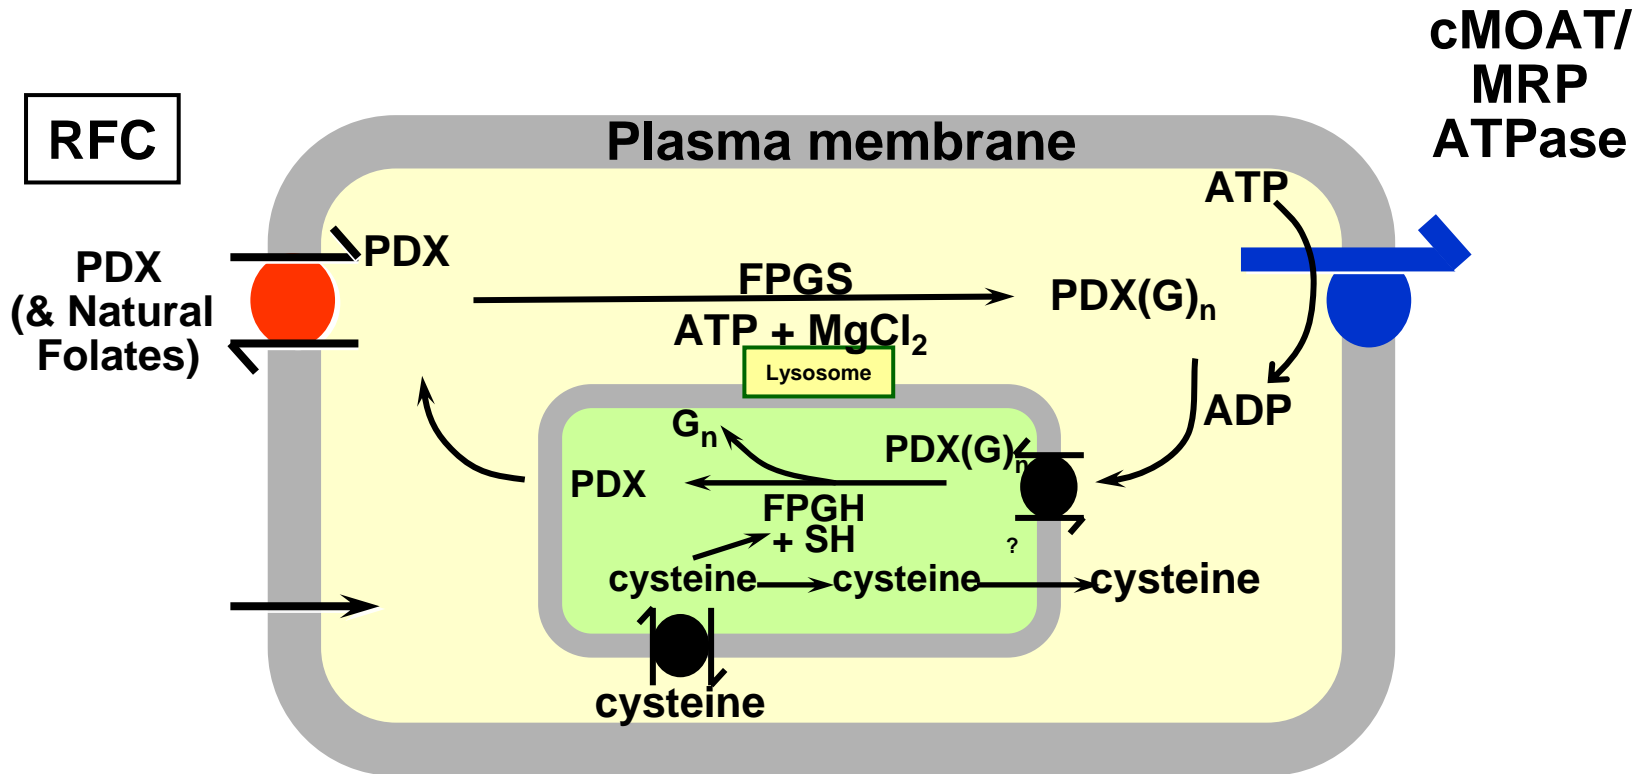 cMOAT/
MRP
ATPase
RFC
Plasma membrane
ATP
PDX
PDX
(& Natural
Folates)
FPGS
PDX(G)n
ATP + MgCl2
Lysosome
ADP
Gn
PDX(G)n
PDX
FPGH
+ SH
?
cysteine
cysteine
cysteine
cysteine